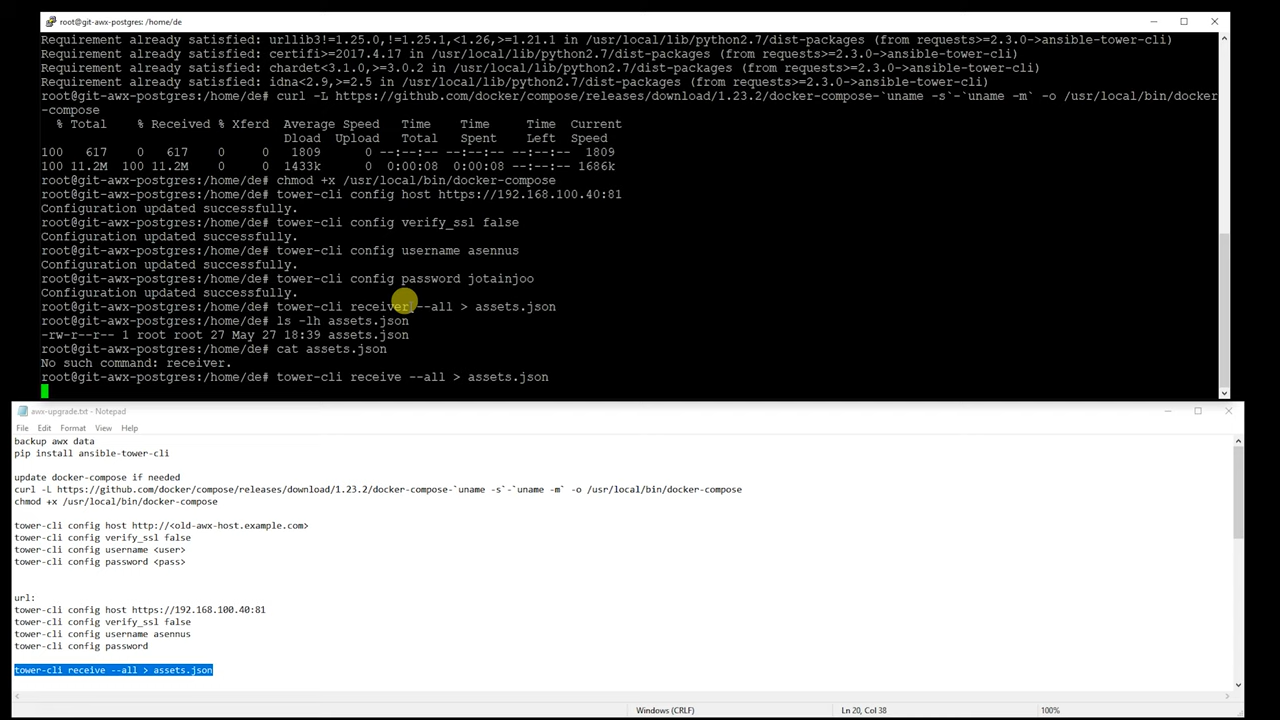 root@git-awx-postgres: /home/de
Requirement already satisfied: urllib3!=1.25.0,!=1.25.1,<1.26,>=1.21.1 in /usr/local/lib/python2.7/dist-packages (from requests>=2.3.0->ansible-tower-cli)
Requirement already satisfied: certifi>=2017.4.17 in /usr/local/lib/python2.7/dist-packages (from requests>=2.3.0->ansible-tower-cli)
Requirement already satisfied: chardet<3.1.0,>=3.0.2 in /usr/local/lib/python2.7/dist-packages (from requests>=2.3.0->ansible-tower-cli)
Requirement already satisfied: idna<2.9,>=2.5 in /usr/local/lib/python2.7/dist-packages (from requests>=2.3.0->ansible-tower-cli)
root@git-awx-postgres:/home/de# curl -L https://github.com/docker/compose/releases/download/1.23.2/docker-compose-`uname -s`-`uname -m` -o /usr/local/bin/docker
-compose
% Total % Received % Xferd Average Speed Time Time Time Current
Dload Upload Total Spent Left Speed
100 617 0 617 0 0 1809 0 --:--:-- --:--:-- --:--:-- 1809
100 11.2M 100 11.2M 0 0 1433k 0 0:00:08 0:00:08 --:--:-- 1686k
root@git-awx-postgres:/home/de# chmod +x /usr/local/bin/docker-compose
root@git-awx-postgres:/home/de# tower-cli config host https://192.168.100.40:81
Configuration updated successfully.
root@git-awx-postgres:/home/de# tower-cli config verify_ssl false
Configuration updated successfully.
root@git-awx-postgres:/home/de# tower-cli config username asennus
Configuration updated successfully.
root@git-awx-postgres:/home/de# tower-cli config password jotainjoo
Configuration updated successfully.
root@git-awx-postgres:/home/de# tower-cli receiver --all > assets.json
root@git-awx-postgres:/home/de# ls -lh assets.json
-rw-r--r-- 1 root root 27 May 27 18:39 assets.json
root@git-awx-postgres:/home/de# cat assets.json
No such command: receiver.
root@git-awx-postgres:/home/de# tower-cli receive --all > assets.json
awx-upgrade.txt - Notepad
File Edit Format View Help
backup awx data
pip install ansible-tower-cli
update docker-compose if needed
curl -L https://github.com/docker/compose/releases/download/1.23.2/docker-compose-`uname -s`-`uname -m` -o /usr/local/bin/docker-compose
chmod +x /usr/local/bin/docker-compose
tower-cli config host http://<old-awx-host.example.com>
tower-cli config verify_ssl false
tower-cli config username <user>
tower-cli config password <pass>
url:
tower-cli config host https://192.168.100.40:81
tower-cli config verify_ssl false
tower-cli config username asennus
tower-cli config password
tower-cli receive --all > assets.json
Windows (CRLF) Ln 20, Col 38 100%